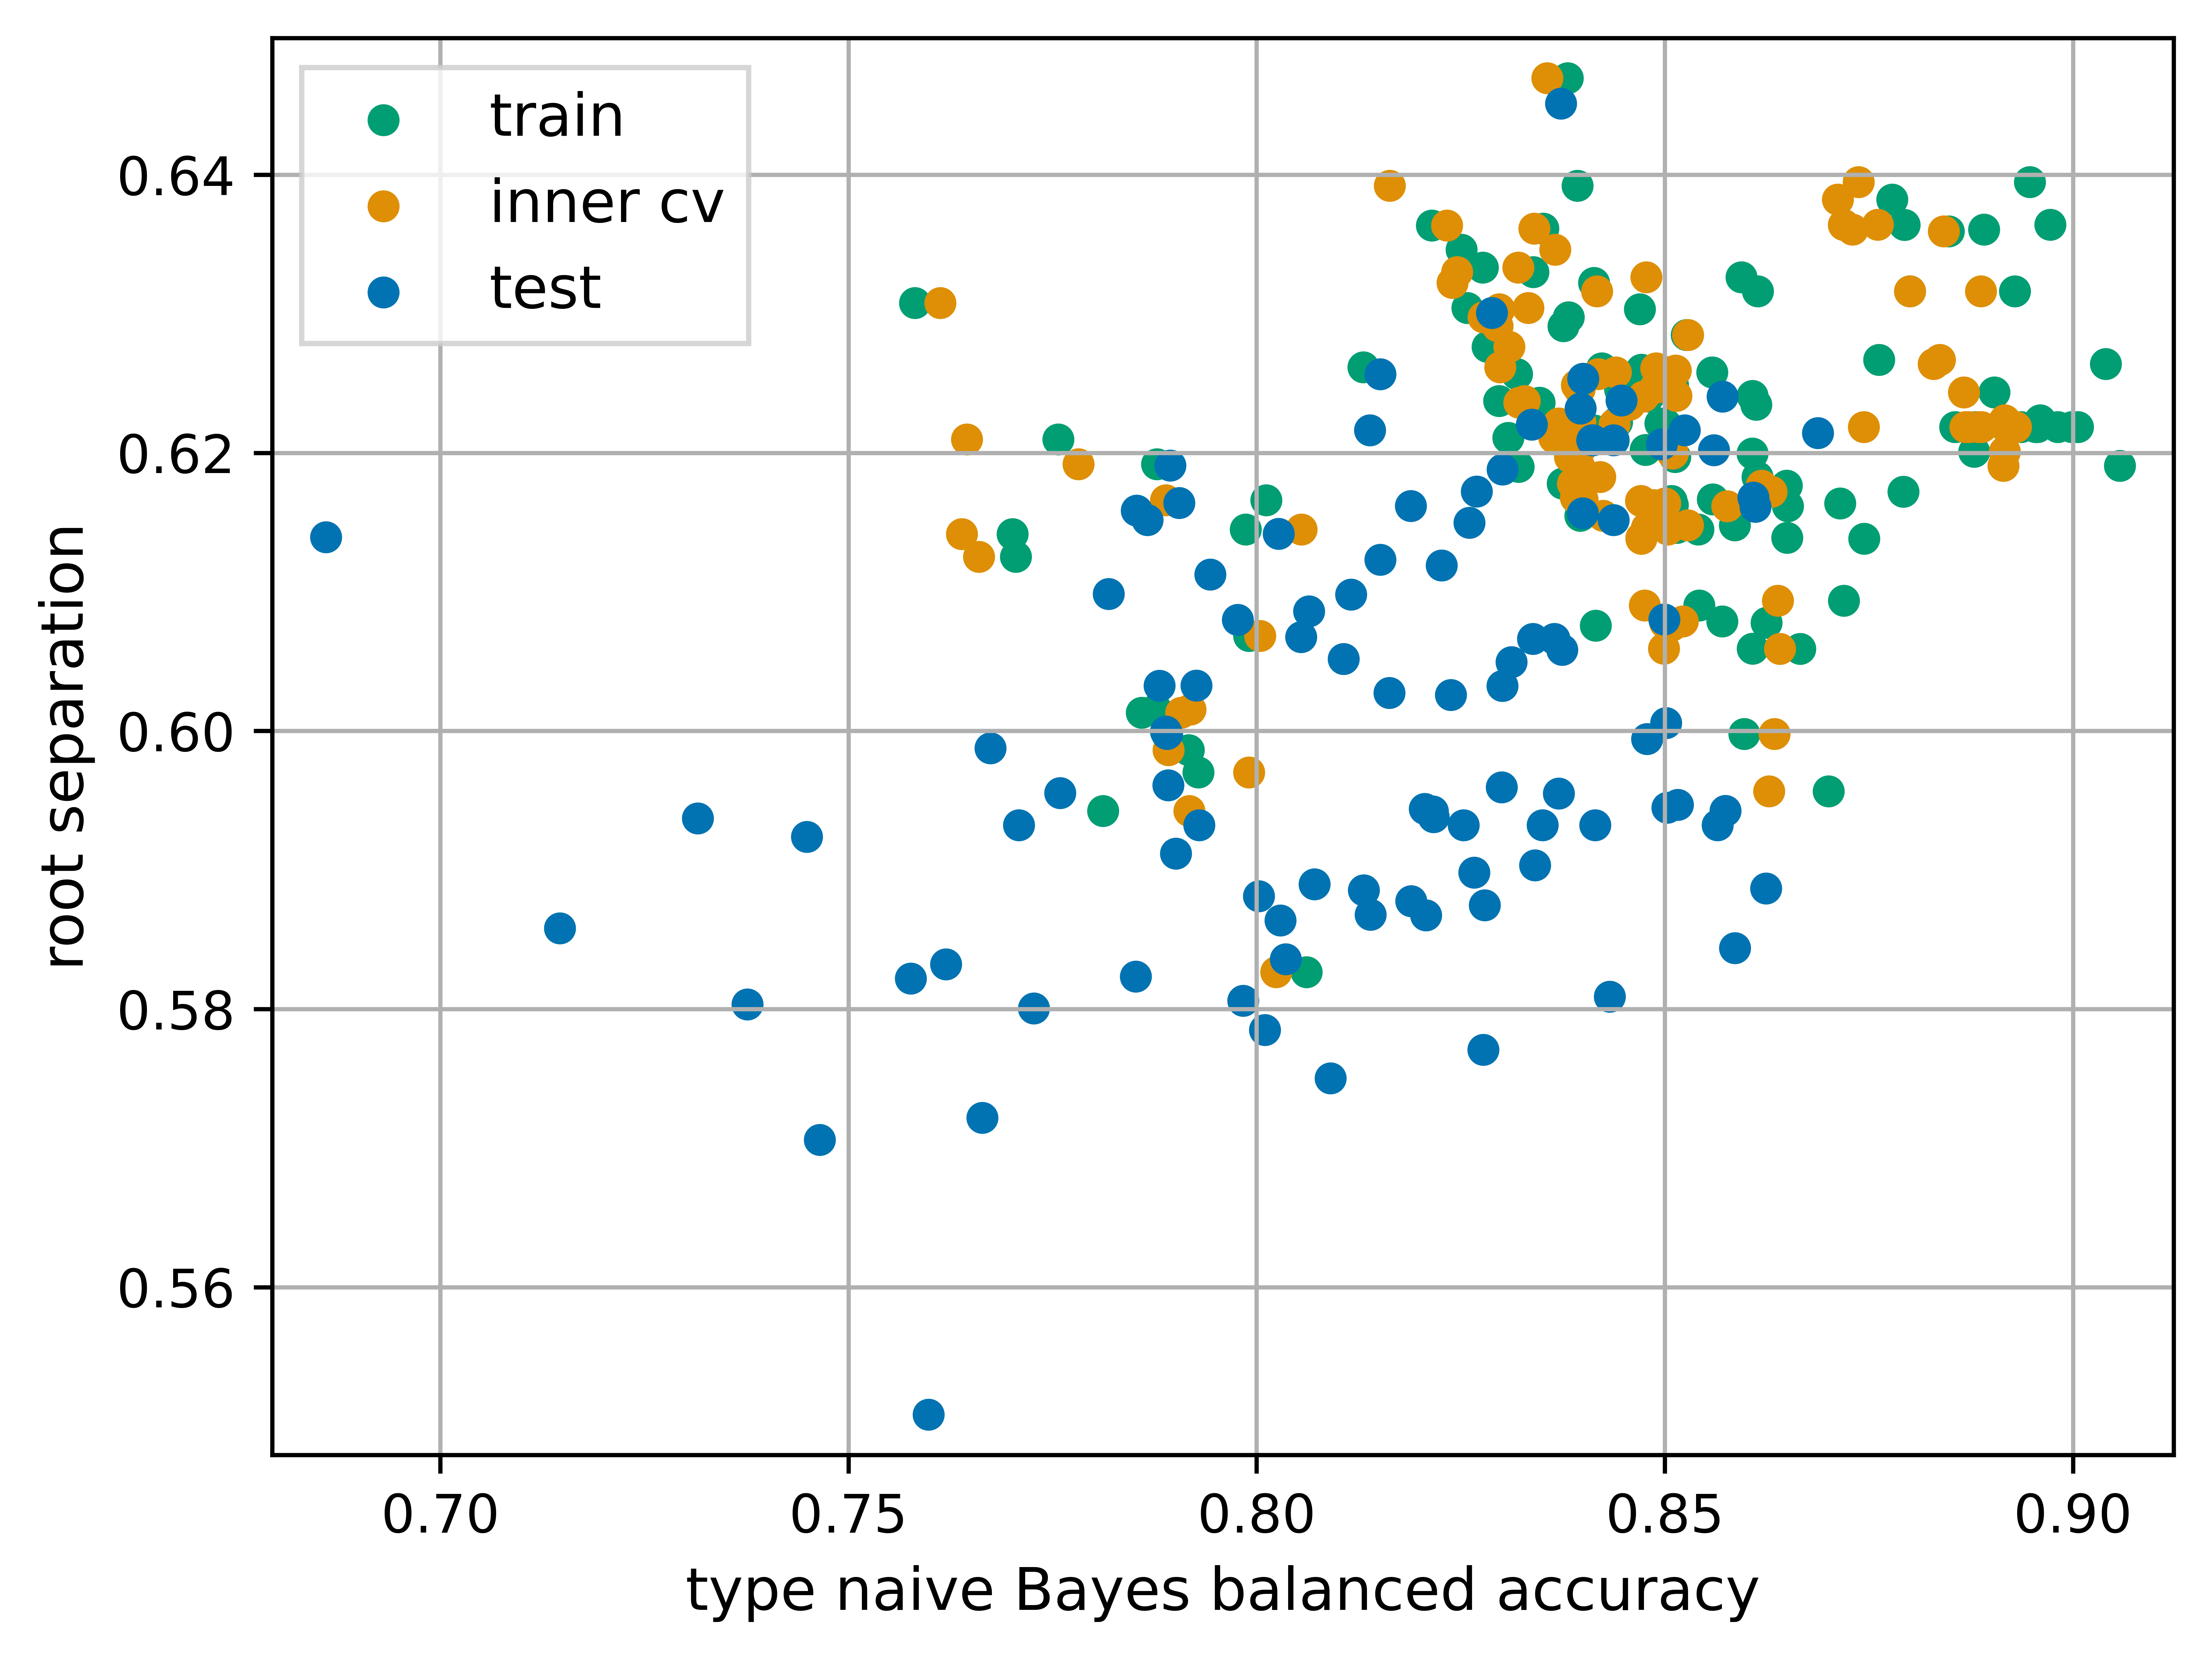 train
inner cv
test
0.64
0.62
0.60
0.58
0.56
root separation
0.70
0.75
0.80
0.85
0.90
type naive Bayes balanced accuracy